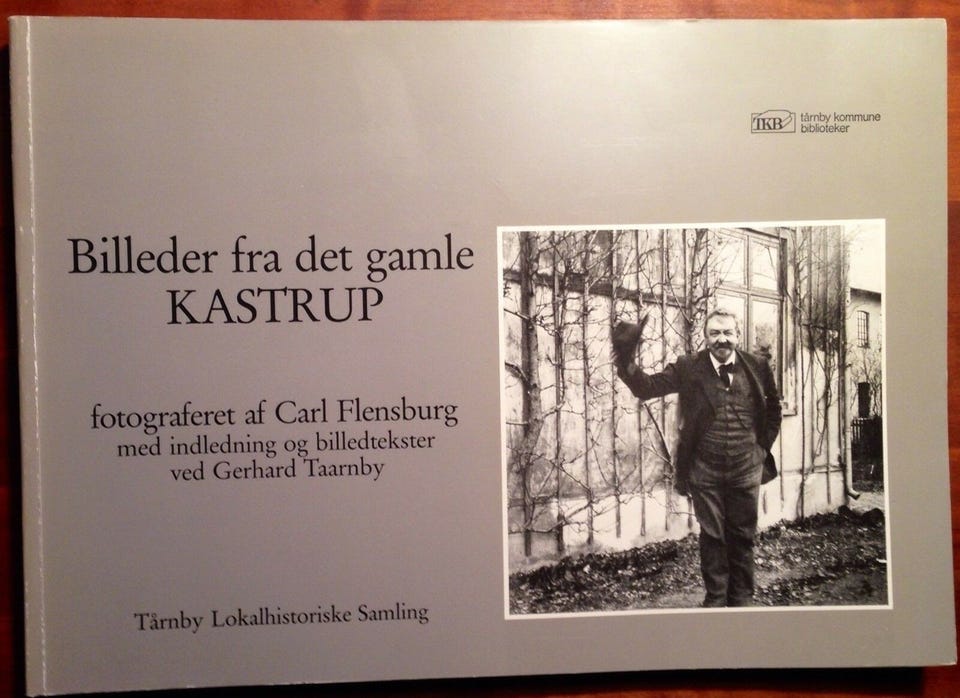 TKB
tårnby kommune
biblioteker
Billeder fra det gamle
KASTRUP
fotograferet af Carl Flensburg
med indledning og billedtekster
ved Gerhard Taarnby
Tårnby Lokalhistoriske Samling